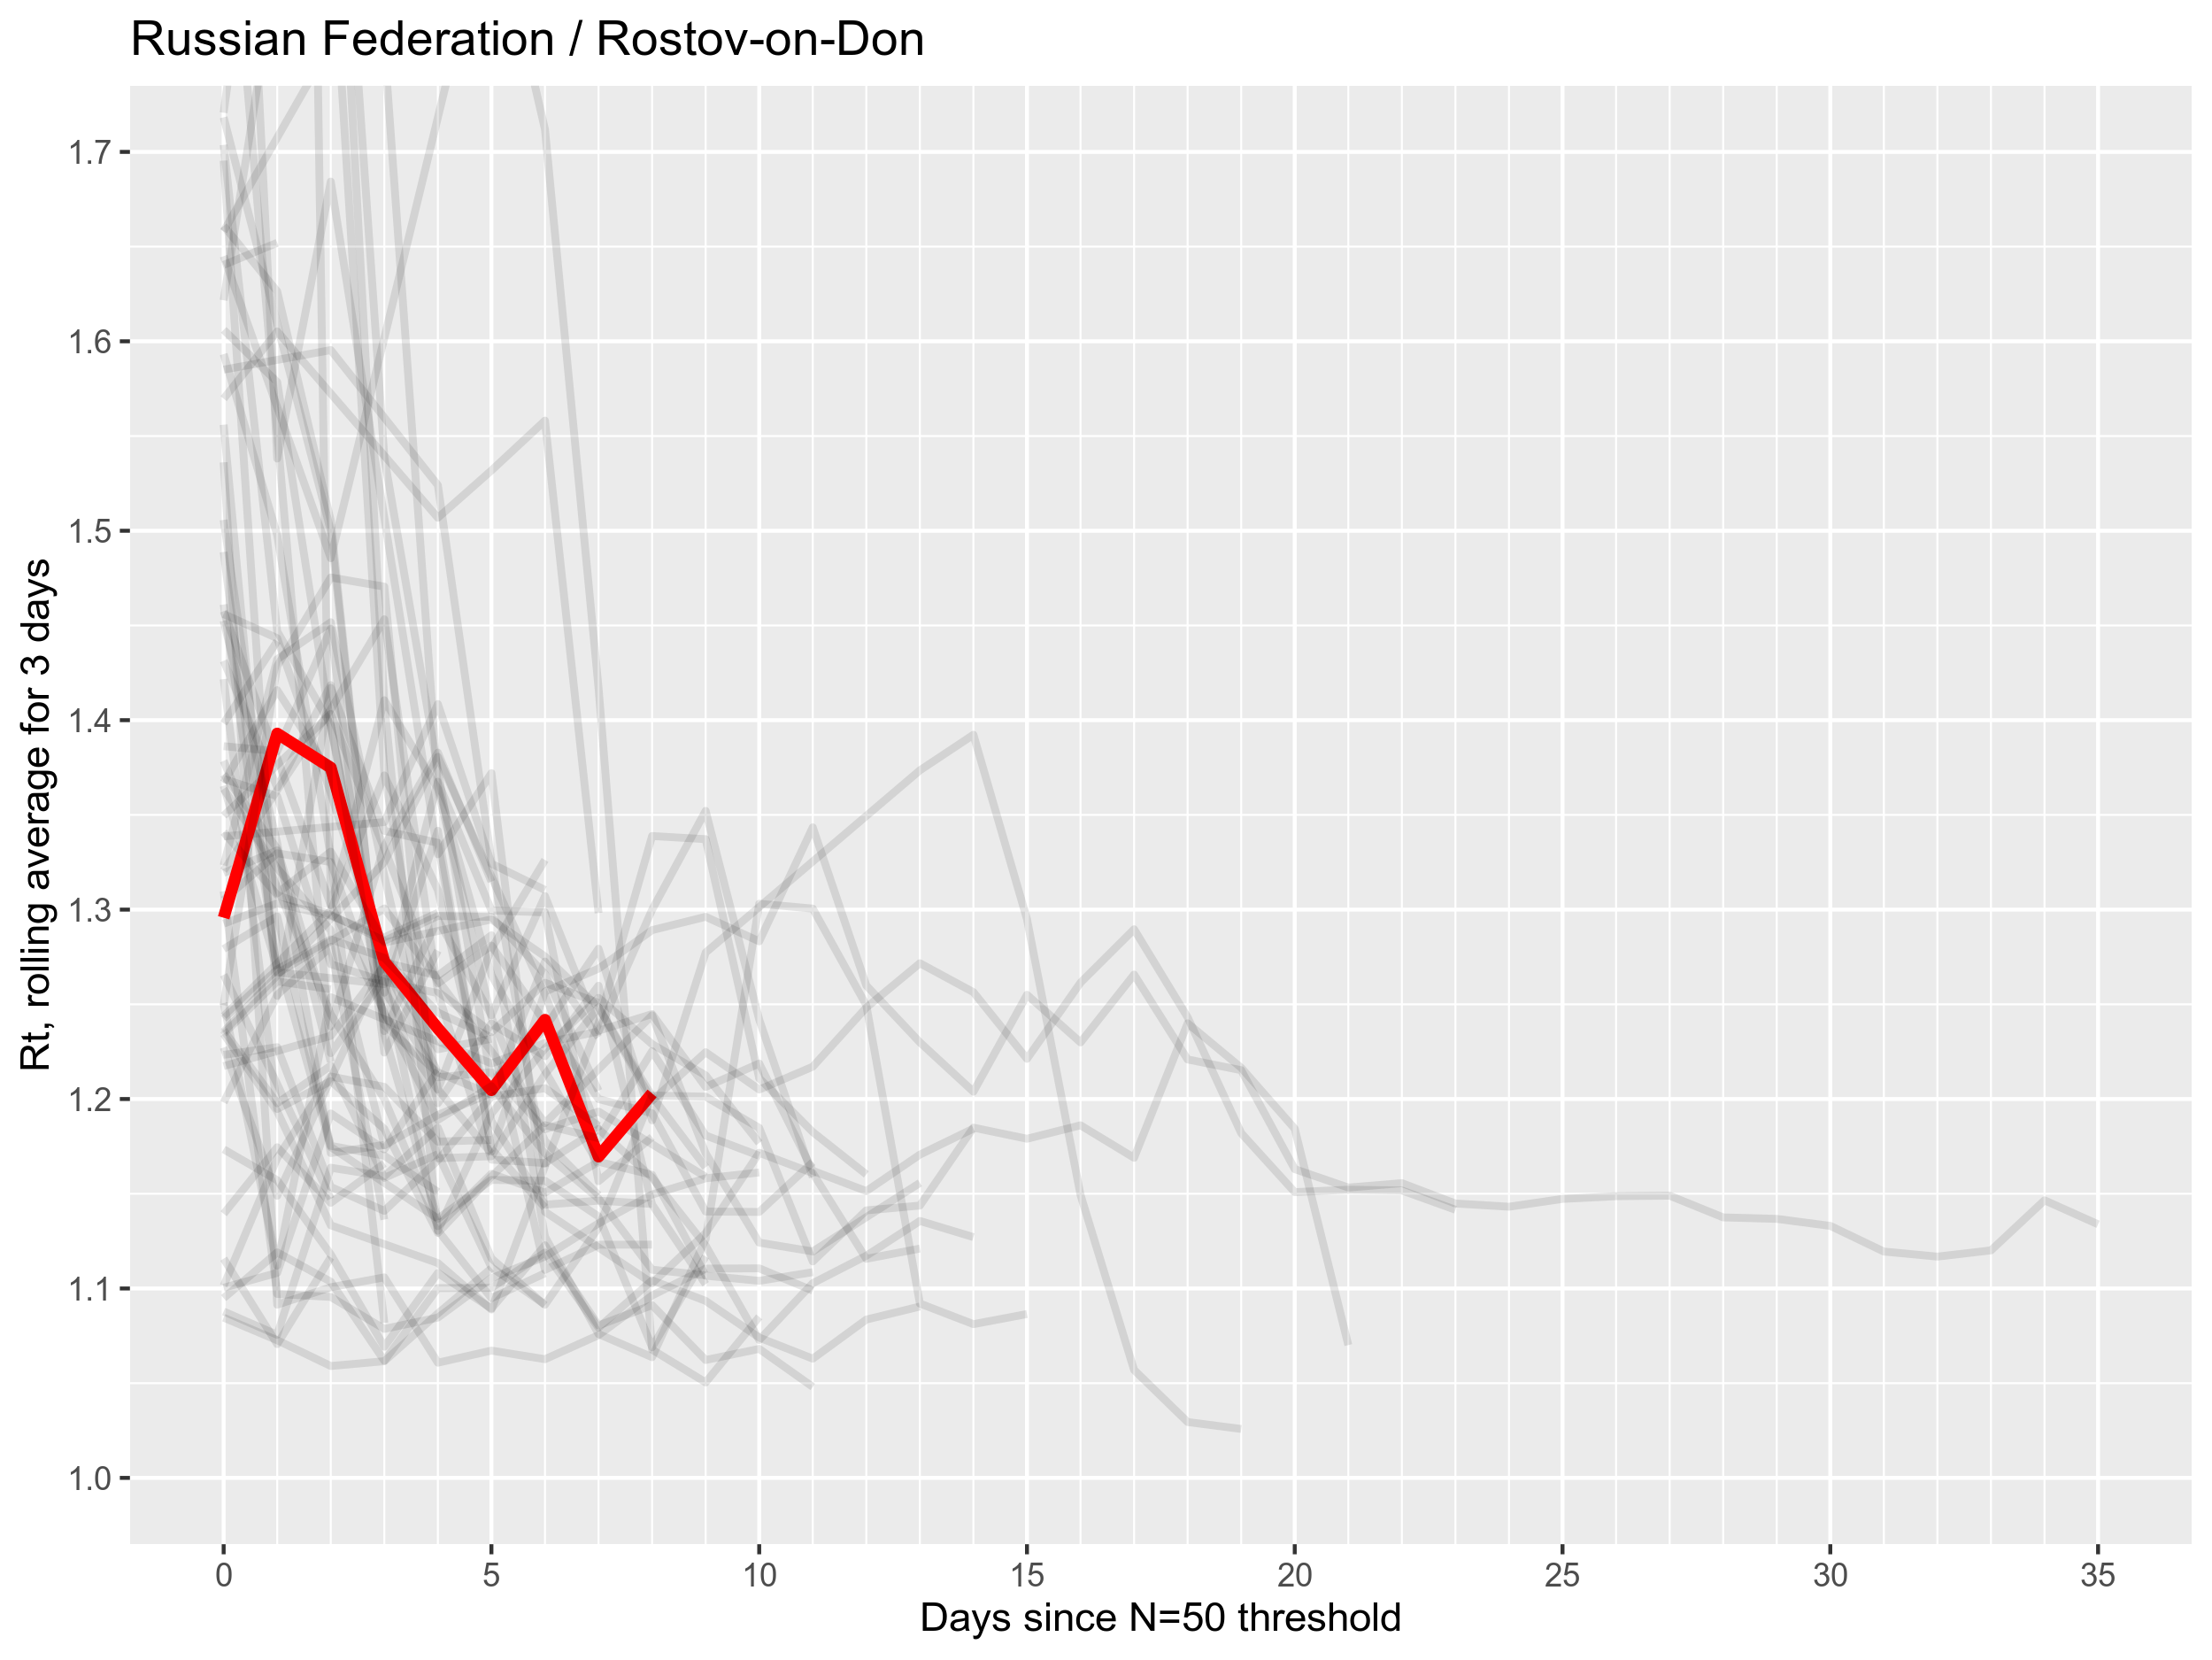 Russian Federation / Rostov-on-Don
Rt, rolling average for 3 days
1.7
1.6
1.5
1.4
1.3
1.2
1.1
1.0
0 5 10 15 20 25 30 35
Days since N=50 threshold